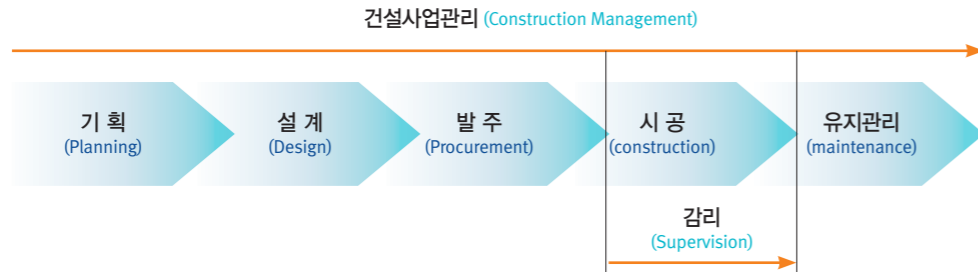 건설사업관리 (Construction Management)
기 획
(Planning)
설 계
(Design)
발 주
(Procurement)
시 공
(construction)
유지관리
(maintenance)
감리
(Supervision)